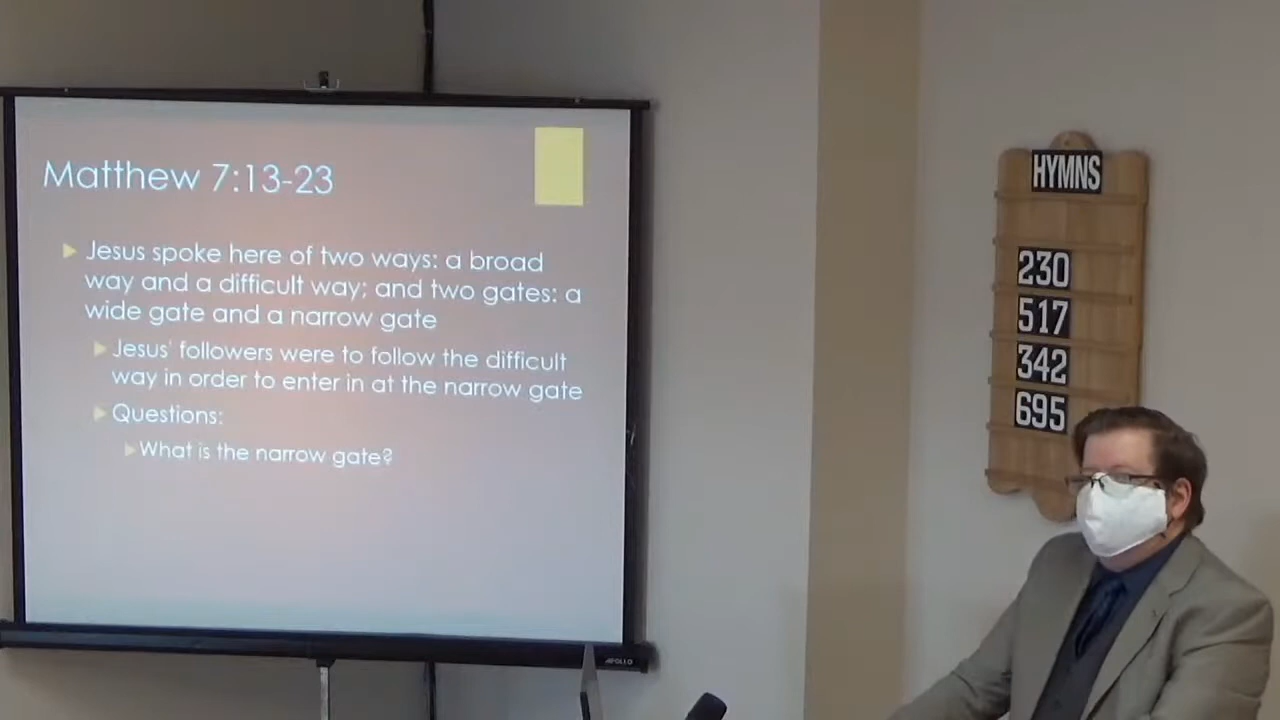 Matthew 7:13-23
Jesus spoke here of two ways: a broad
way and a difficult way; and two gates: a
wide gate and a narrow gate
Jesus' followers were to follow the difficult
way in order to enter in at the narrow gate
Questions:
What is the narrow gate?
APOLLO
HYMNS
230
517
342
695